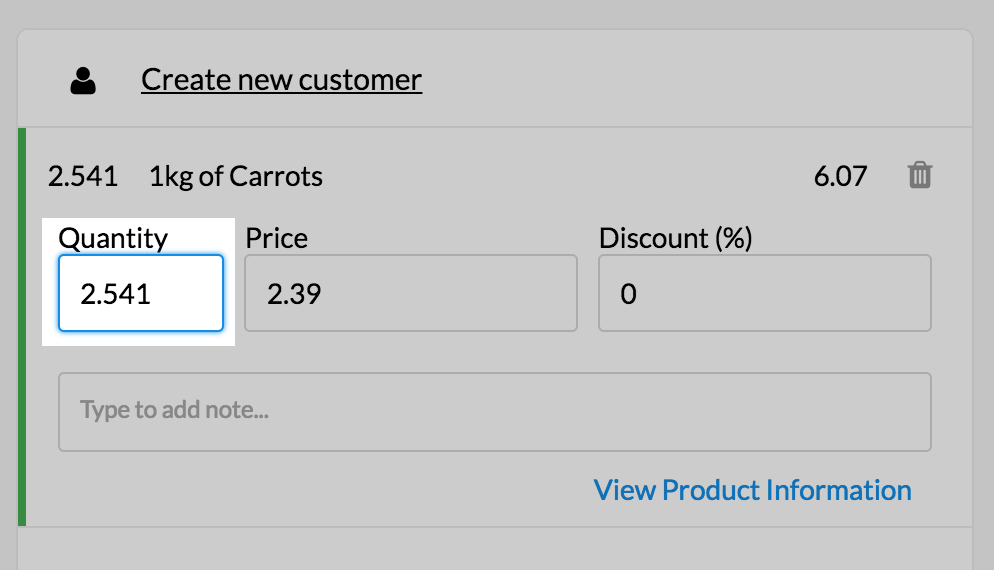 Create new customer
2.541 1kg of Carrots 6.07
Quantity Price Discount (%)
2.541 2.39 0
Type to add note...
View Product Information